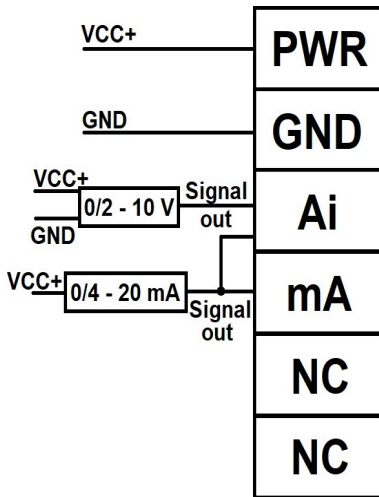 VCC+
PWR
GND
GND
VCC+
0/2 - 10 V
Signal
out
Ai
GND
VCC+
0/4 - 20 mA
Signal
out
mA
NC
NC